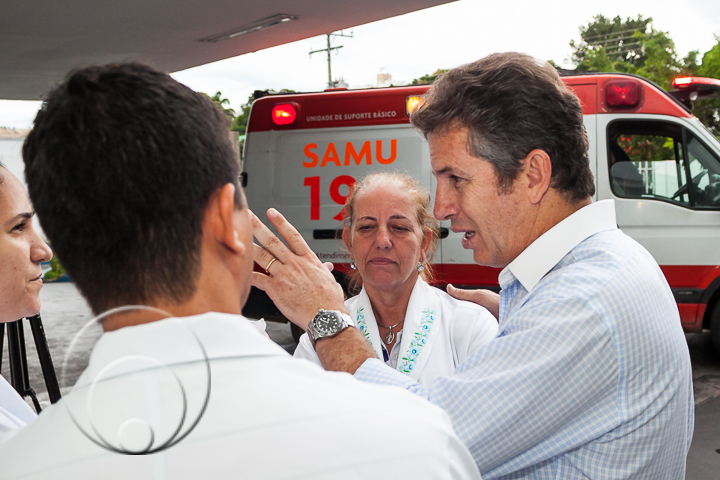 UNIDADE DE SUPORTE BÁSICO
SAMU
19